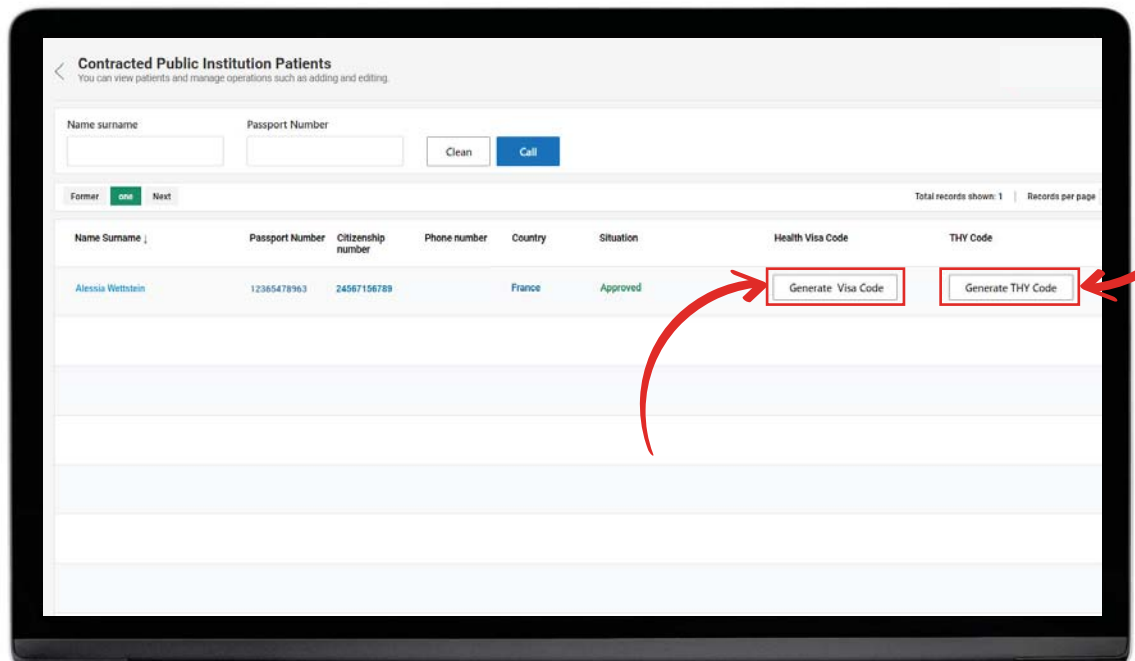 Contracted Public Institution Patients
You can view patients and manage operations such as adding and editing.
Name surname
Passport Number
Clean
Call
Former one Next
Total records shown: 1 | Records per page
Name Surname ↓ Passport Number Citizenship number Phone number Country Situation Health Visa Code THY Code
Alessia Wettstein 12365478963 24567156789 France Approved Generate Visa Code Generate THY Code